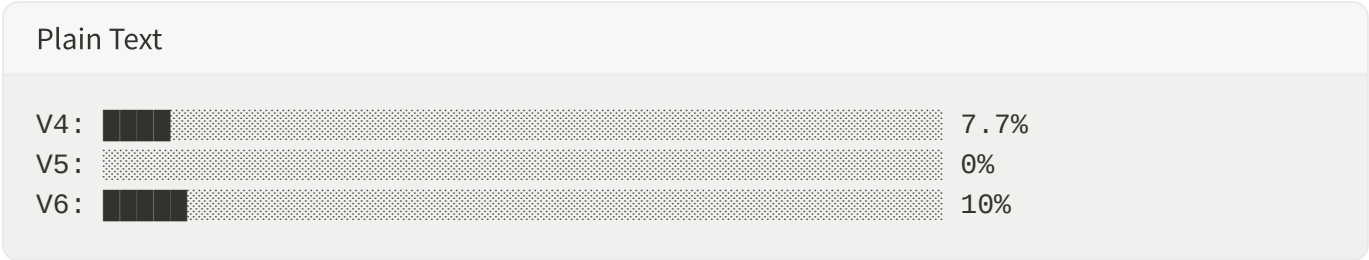 Plain Text
V4: ████░░░░░░░░░░░░░░░░░░░░░░░░░░░░░░░░░░░░░░░░░░░░░░ 7.7%
V5: ░░░░░░░░░░░░░░░░░░░░░░░░░░░░░░░░░░░░░░░░░░░░░░░░░░ 0%
V6: █████░░░░░░░░░░░░░░░░░░░░░░░░░░░░░░░░░░░░░░░░░░░░░ 10%